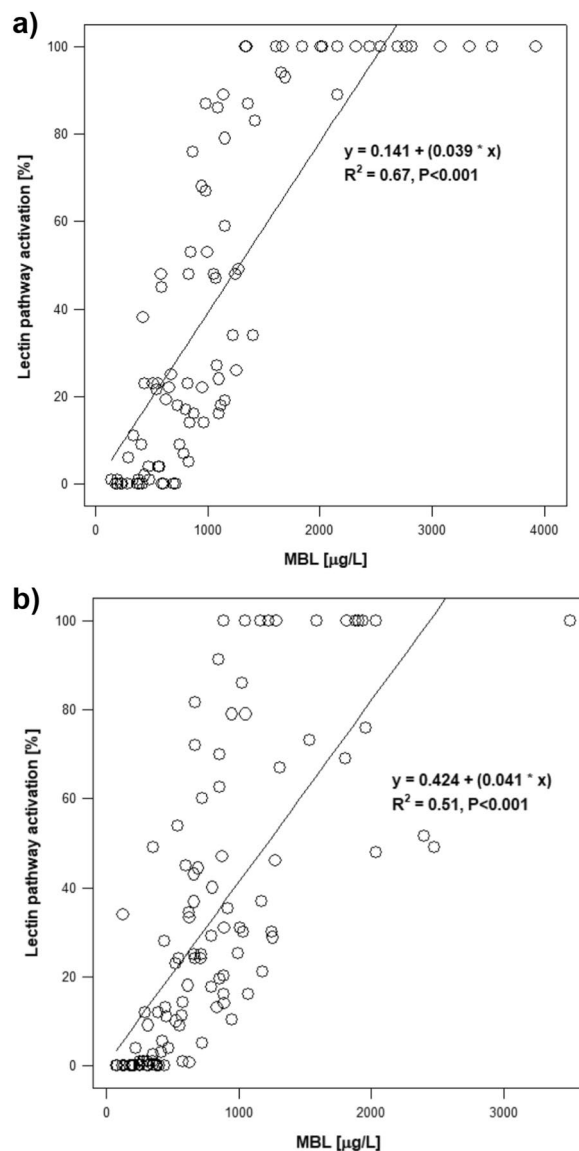 a)
Lectin pathway activation [%]
100
80
60
40
20
0
y = 0.141 + (0.039 * x)
R² = 0.67, P<0.001
0 1000 2000 3000 4000
MBL [µg/L]
b)
Lectin pathway activation [%]
100
80
60
40
20
0
y = 0.424 + (0.041 * x)
R² = 0.51, P<0.001
0 1000 2000 3000
MBL [µg/L]